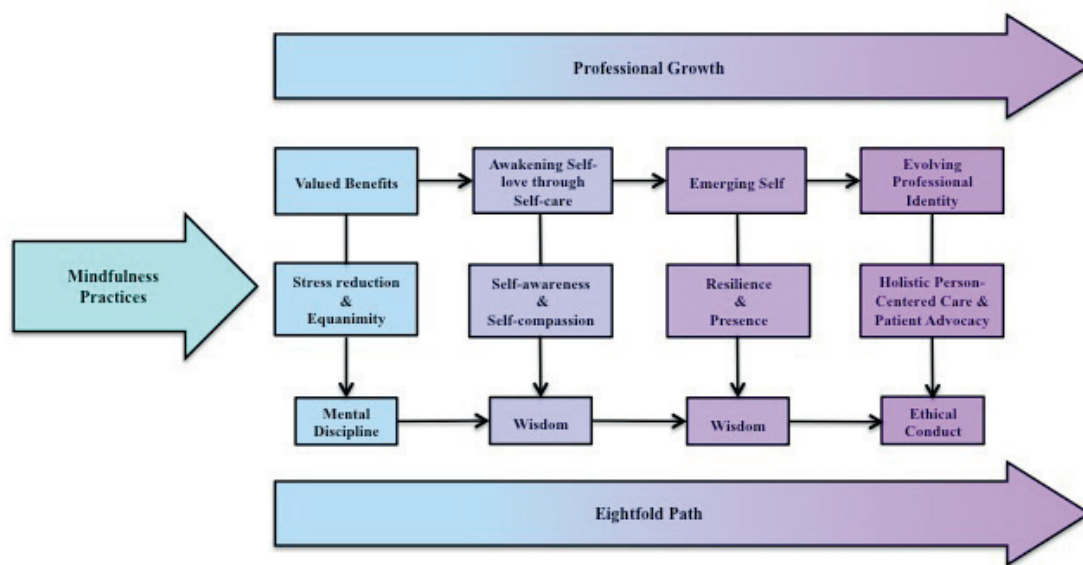 Professional Growth
Valued Benefits
Awakening Self-
love through
Self-care
Emerging Self
Evolving
Professional
Identity
Mindfulness
Practices
Stress reduction
&
Equanimity
Self-awareness
&
Self-compassion
Resilience
&
Presence
Holistic Person-
Centered Care &
Patient Advocacy
Mental
Discipline
Wisdom
Wisdom
Ethical
Conduct
Eightfold Path